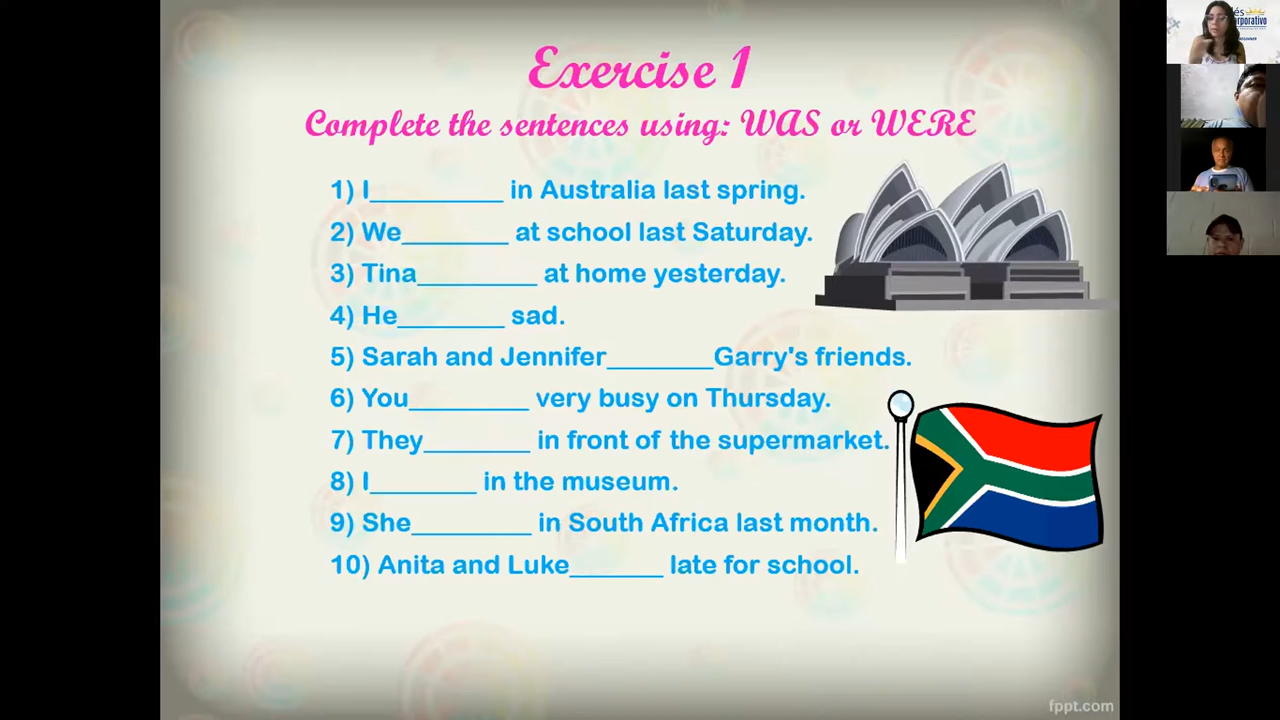 Exercise 1
Complete the sentences using: WAS or WERE
1) I__________ in Australia last spring.
2) We________ at school last Saturday.
3) Tina_________ at home yesterday.
4) He________ sad.
5) Sarah and Jennifer________Garry's friends.
6) You_________ very busy on Thursday.
7) They________ in front of the supermarket.
8) I________ in the museum.
9) She_________ in South Africa last month.
10) Anita and Luke_______ late for school.
fppt.com